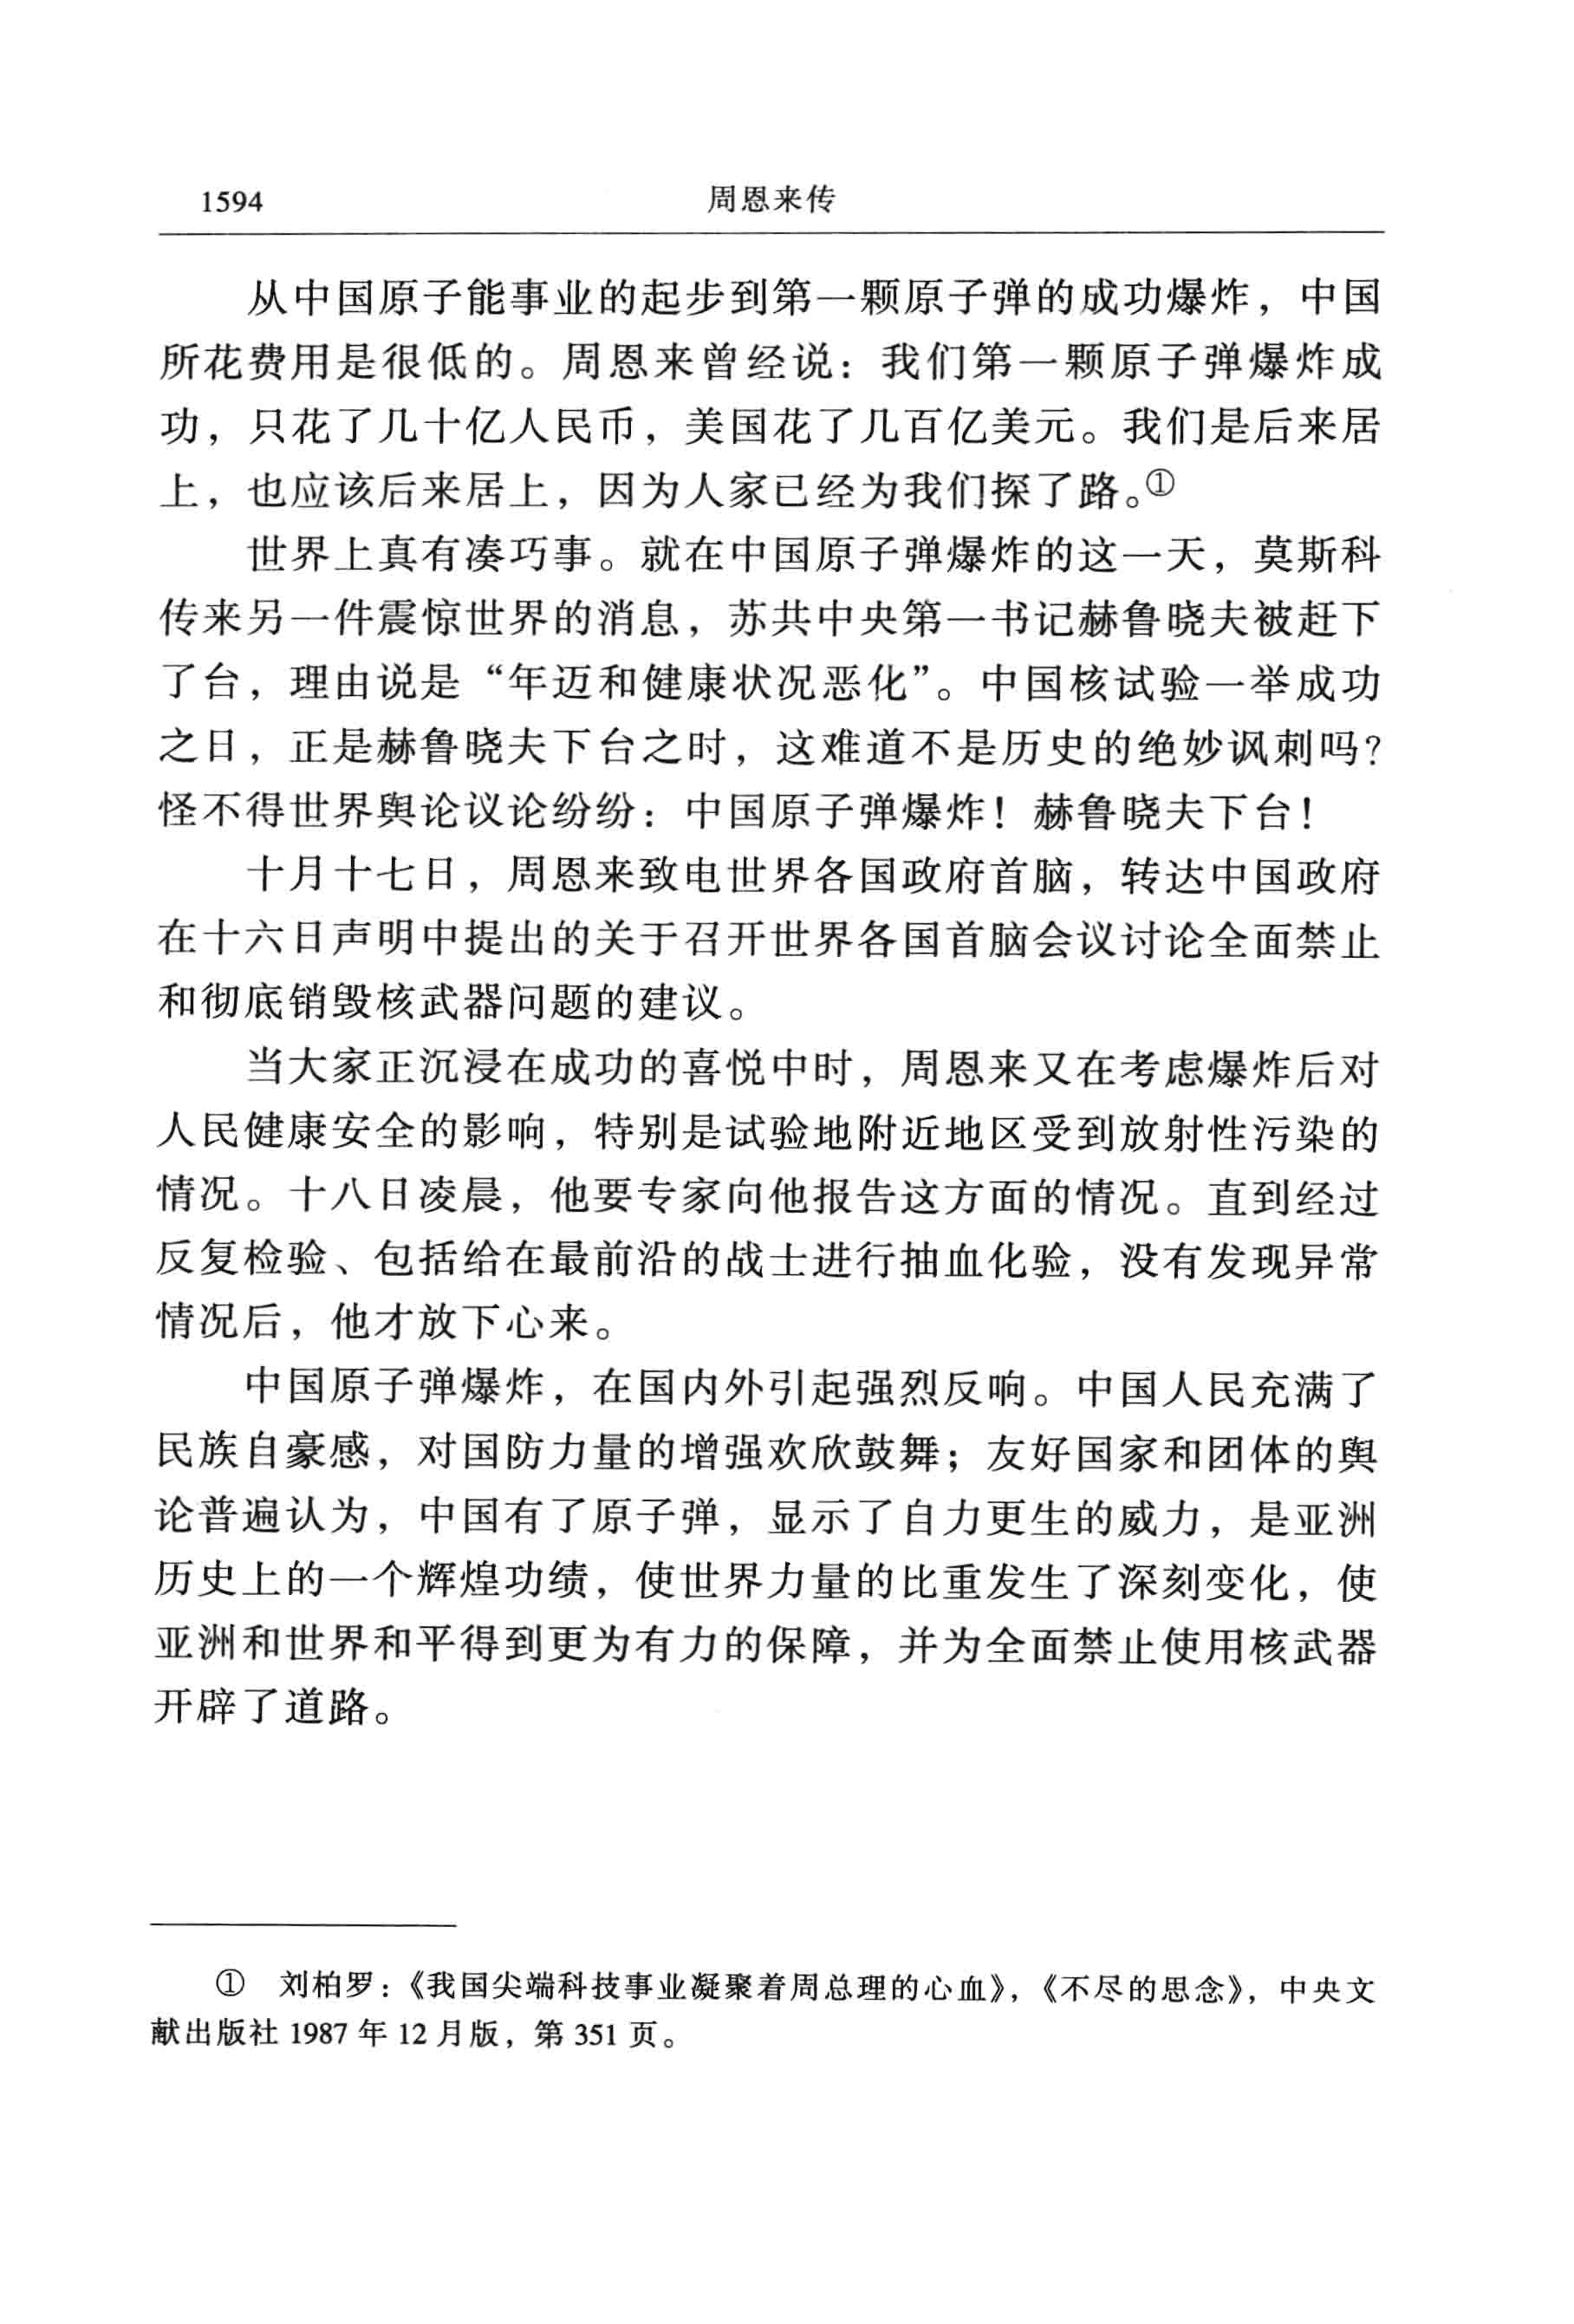 1594 周恩来传
从中国原子能事业的起步到第一颗原子弹的成功爆炸，中国
所花费用是很低的。周恩来曾经说：我们第一颗原子弹爆炸成
功，只花了几十亿人民币，美国花了几百亿美元。我们是后来居
上，也应该后来居上，因为人家已经为我们探了路。①
世界上真有凑巧事。就在中国原子弹爆炸的这一天，莫斯科
传来另一件震惊世界的消息，苏共中央第一书记赫鲁晓夫被赶下
了台，理由说是“年迈和健康状况恶化”。中国核试验一举成功
之日，正是赫鲁晓夫下台之时，这难道不是历史的绝妙讽刺吗？
怪不得世界舆论议论纷纷：中国原子弹爆炸！赫鲁晓夫下台！
十月十七日，周恩来致电世界各国政府首脑，转达中国政府
在十六日声明中提出的关于召开世界各国首脑会议讨论全面禁止
和彻底销毁核武器问题的建议。
当大家正沉浸在成功的喜悦中时，周恩来又在考虑爆炸后对
人民健康安全的影响，特别是试验地附近地区受到放射性污染的
情况。十八日凌晨，他要专家向他报告这方面的情况。直到经过
反复检验、包括给在最前沿的战士进行抽血化验，没有发现异常
情况后，他才放下心来。
中国原子弹爆炸，在国内外引起强烈反响。中国人民充满了
民族自豪感，对国防力量的增强欢欣鼓舞；友好国家和团体的舆
论普遍认为，中国有了原子弹，显示了自力更生的威力，是亚洲
历史上的一个辉煌功绩，使世界力量的比重发生了深刻变化，使
亚洲和世界和平得到更为有力的保障，并为全面禁止使用核武器
开辟了道路。
① 刘柏罗：《我国尖端科技事业凝聚着周总理的心血》，《不尽的思念》，中央文
献出版社 1987 年 12 月版，第 351 页。